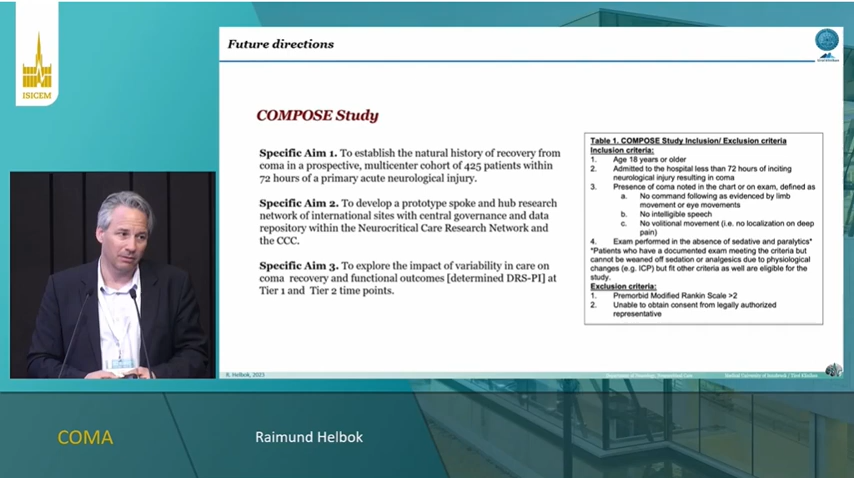 ISICEM
Future directions
COMPOSE Study
Specific Aim 1. To establish the natural history of recovery from
coma in a prospective, multicenter cohort of 425 patients within
72 hours of a primary acute neurological injury.
Specific Aim 2. To develop a prototype spoke and hub research
network of international sites with central governance and data
repository within the Neurocritical Care Research Network and
the CCC.
Specific Aim 3. To explore the impact of variability in care on
coma recovery and functional outcomes [determined DRS-PI] at
Tier 1 and Tier 2 time points.
Table 1. COMPOSE Study Inclusion/ Exclusion criteria
Inclusion criteria:
1. Age 18 years or older
2. Admitted to the hospital less than 72 hours of inciting
neurological injury resulting in coma
3. Presence of coma noted in the chart or on exam, defined as
a. No command following as evidenced by limb
movement or eye movements
b. No intelligible speech
c. No volitional movement (i.e. no localization on deep
pain)
4. Exam performed in the absence of sedative and paralytics*
*Patients who have a documented exam meeting the criteria but
cannot be weaned off sedation or analgesics due to physiological
changes (e.g. ICP) but fit other criteria as well are eligible for the
study.
Exclusion criteria:
1. Premorbid Modified Rankin Scale >2
2. Unable to obtain consent from legally authorized
representative
R. Helbok, 2023
Department of Neurology, Neurocritical Care
Medical University of Innsbruck / Tirol Kliniken
COMA
Raimund Helbok